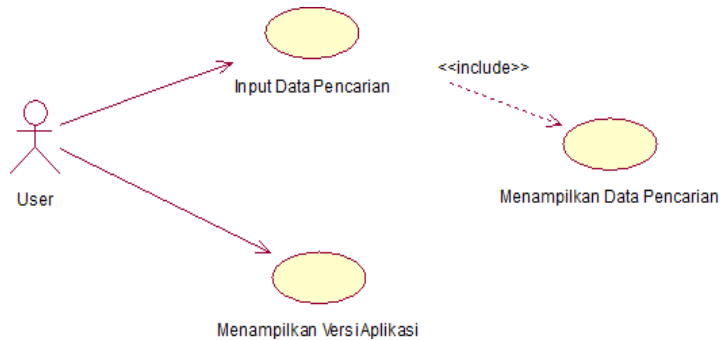 <<include>>
Input Data Pencarian
User
Menampilkan Data Pencarian
Menampilkan Versi Aplikasi